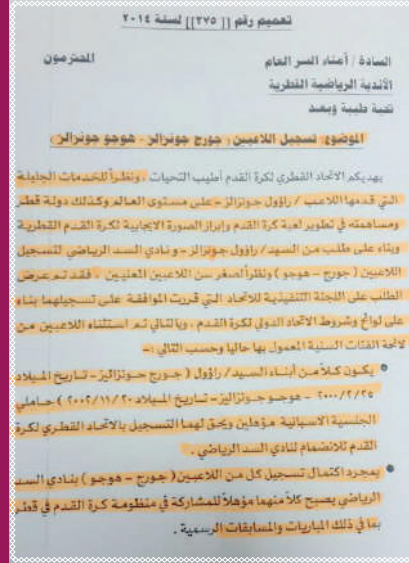 تعميم رقم [[ ٢٧٥ ]] لسنة ٢٠١٤
السادة / أمناء السر العام المحترمون
الأندية الرياضية القطرية
تحية طيبة وبعد
الموضوع: تسجيل اللاعبين ( جورج جونزالز - هوجو جونزالز )
يهديكم الاتحاد القطري لكرة القدم أطيب التحيات ، ونظراً للخدمات الجليلة
التي قدمها اللاعب / راؤول جونزالز - على مستوى العالم وكذلك دولة قطر
ومساهمته في تطوير لعبة كرة القدم وإبراز الصورة الايجابية لكرة القدم القطرية
وبناء على طلب من السيد/ راؤول جونزالز - ونادي السد الرياضي لتسجيل
اللاعبين ( جورج - هوجو ) ونظراً لصغر سن اللاعبين المعنيين ، فقد تم عرض
الطلب على اللجنة التنفيذية للاتحاد التي قررت الموافقة على تسجيلهما بناء
على لوائح وشروط الاتحاد الدولي لكرة القدم ، وبالتالي تم استثناء اللاعبين من
لائحة الفئات السنية المعمول بها حاليا وحسب التالي :-
● يكون كلاً من أبناء السيد/ راؤول ( جورج جونزاليز - تاريخ الميلاد
٢٠٠٠/٢/٢٥ - هوجو جونزاليز - تاريخ الميلاد ٢٠٠٢/١١/٢٠ ) حاملي
الجنسية الاسبانية مؤهلين ويحق لهما التسجيل بالاتحاد القطري لكرة
القدم للانضمام لنادي السد الرياضي .
● بمجرد اكتمال تسجيل كل من اللاعبين ( جورج - هوجو ) بنادي السد
الرياضي يصبح كلاً منهما مؤهلاً للمشاركة في منظومة كرة القدم في قطر
بما في ذلك المباريات والمسابقات الرسمية .